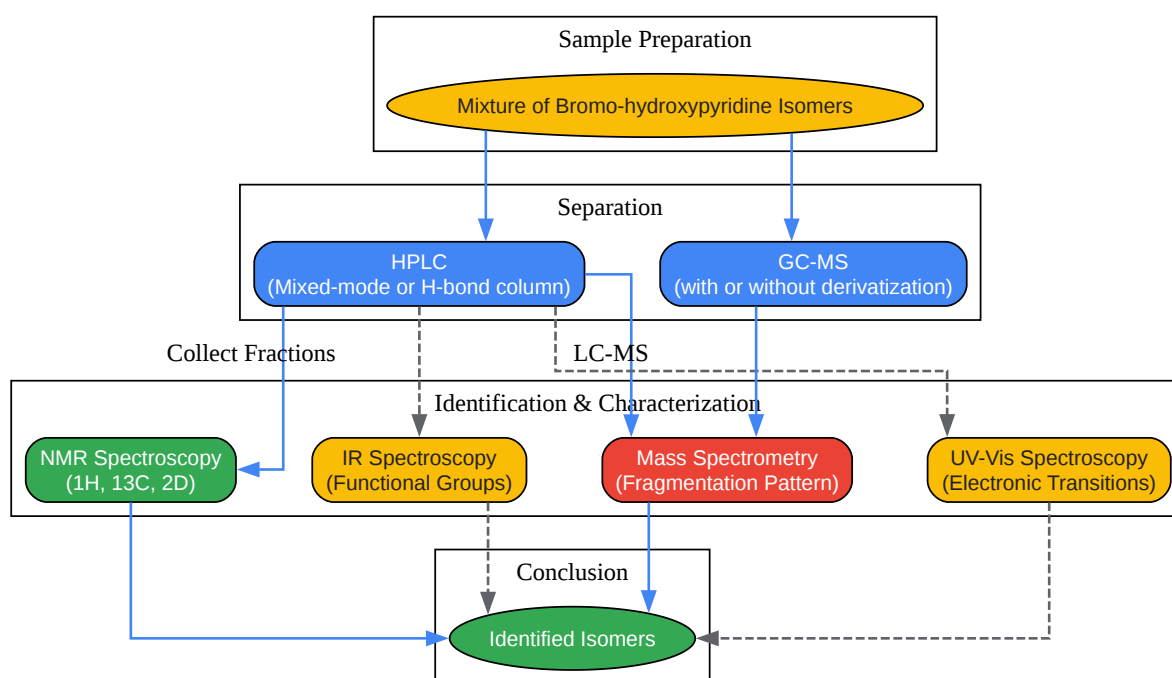 Sample Preparation
Mixture of Bromo-hydroxypyridine Isomers
Separation
HPLC
(Mixed-mode or H-bond column)
GC-MS
(with or without derivatization)
Collect Fractions
LC-MS
Identification & Characterization
NMR Spectroscopy
(1H, 13C, 2D)
IR Spectroscopy
(Functional Groups)
Mass Spectrometry
(Fragmentation Pattern)
UV-Vis Spectroscopy
(Electronic Transitions)
Conclusion
Identified Isomers